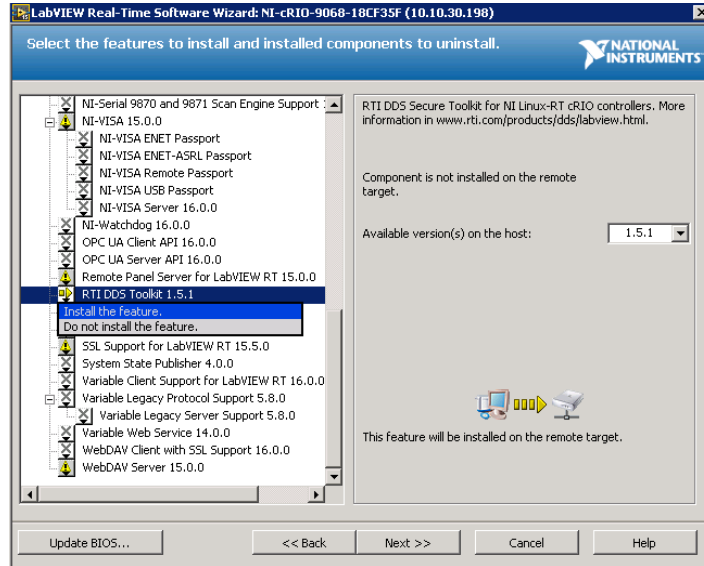 LabVIEW Real-Time Software Wizard: NI-cRIO-9068-18CF35F (10.10.30.198)
Select the features to install and installed components to uninstall.
NATIONAL
INSTRUMENTS
NI-Serial 9870 and 9871 Scan Engine Support
NI-VISA 15.0.0
NI-VISA ENET Passport
NI-VISA ENET-ASRL Passport
NI-VISA Remote Passport
NI-VISA USB Passport
NI-VISA Server 16.0.0
NI-Watchdog 16.0.0
OPC UA Client API 16.0.0
OPC UA Server API 16.0.0
Remote Panel Server for LabVIEW RT 15.0.0
RTI DDS Toolkit 1.5.1
Install the feature.
Do not install the feature.
SSL Support for LabVIEW RT 15.5.0
System State Publisher 4.0.0
Variable Client Support for LabVIEW RT 16.0.0
Variable Legacy Protocol Support 5.8.0
Variable Legacy Server Support 5.8.0
Variable Web Service 14.0.0
WebDAV Client with SSL Support 16.0.0
WebDAV Server 15.0.0
RTI DDS Secure Toolkit for NI Linux-RT cRIO controllers. More
information in www.rti.com/products/dds/labview.html.
Component is not installed on the remote
target.
Available version(s) on the host:
1.5.1
This feature will be installed on the remote target.
Update BIOS...
<< Back
Next >>
Cancel
Help